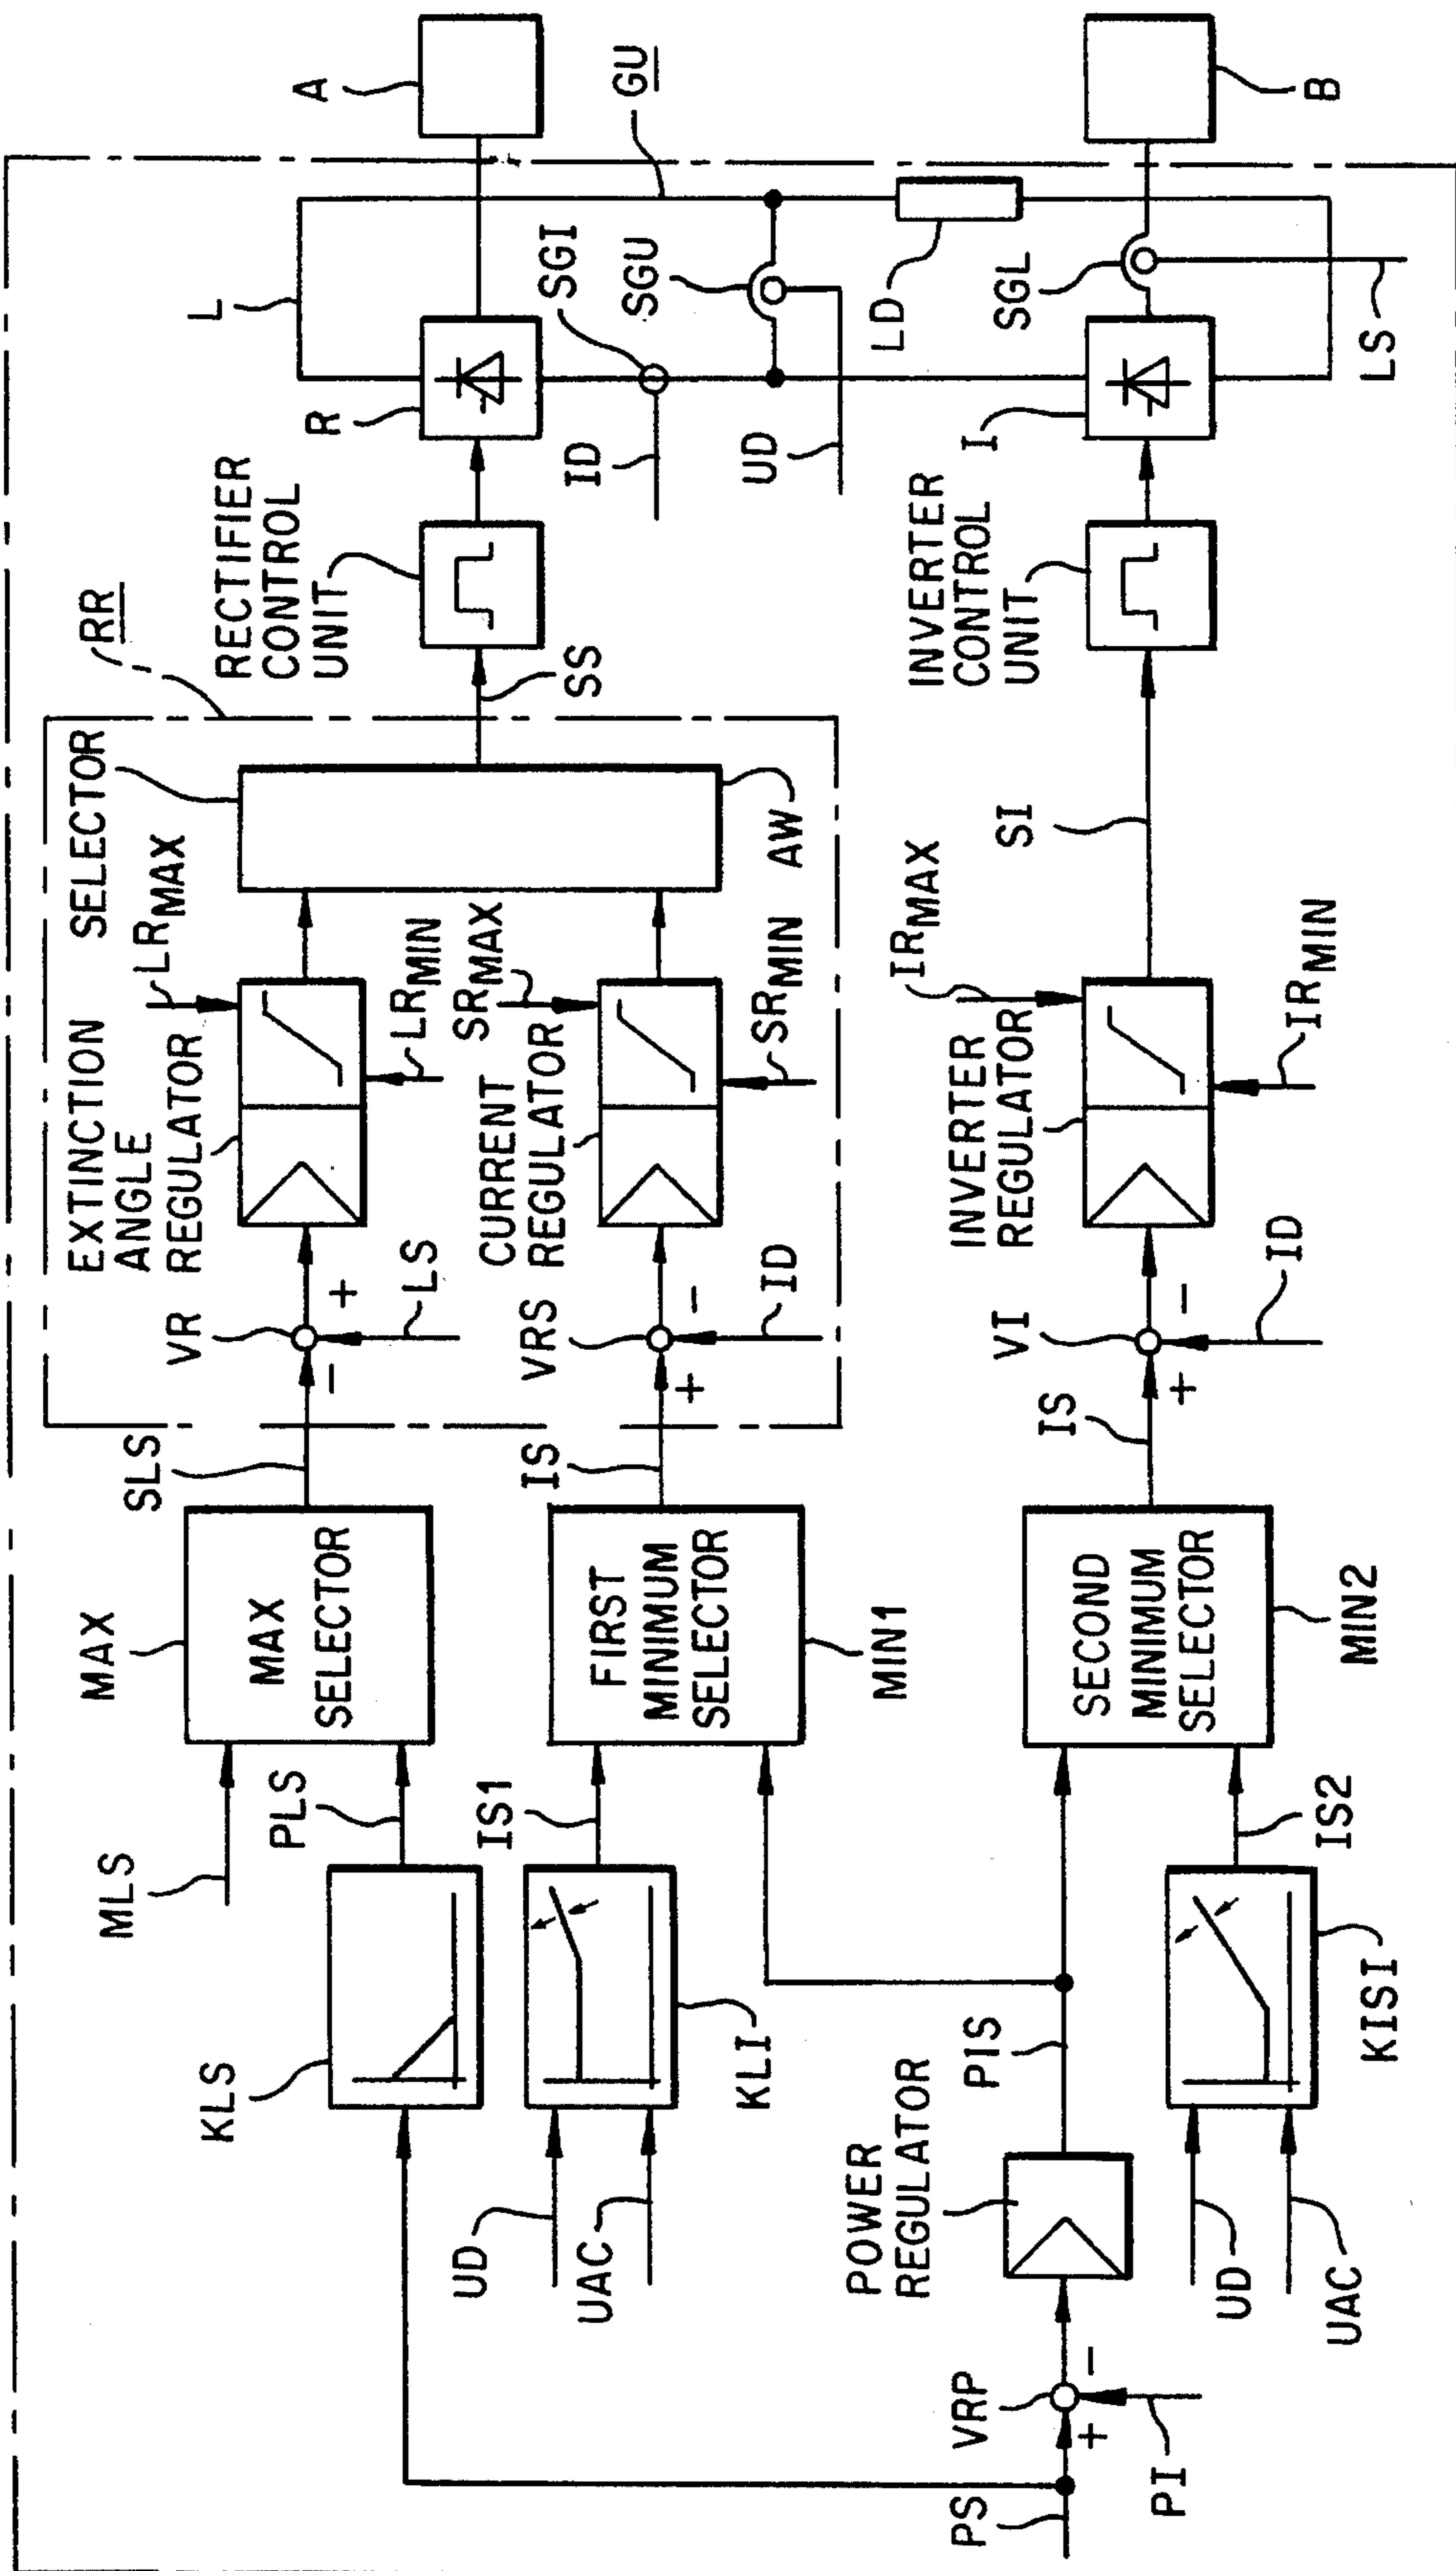 A
GU
L
SGI
SGU
LD
SGL
B
LS
R
ID
UD
I
RECTIFIER
CONTROL
UNIT
INVERTER
CONTROL
UNIT
RR
SS
SELECTOR
AW
SI
LRMAX
LRMIN
SRMAX
SRMIN
IRMAX
IRMIN
EXTINCTION
ANGLE
REGULATOR
CURRENT
REGULATOR
INVERTER
REGULATOR
VR
+
−
LS
VRS
−
+
ID
VI
−
+
ID
SLS
IS
IS
MAX
MAX
SELECTOR
FIRST
MINIMUM
SELECTOR
MIN1
SECOND
MINIMUM
SELECTOR
MIN2
MLS
PLS
IS1
IS2
KLS
KLI
PIS
KISI
UD
UAC
POWER
REGULATOR
UD
UAC
VRP
−
+
PS
PI